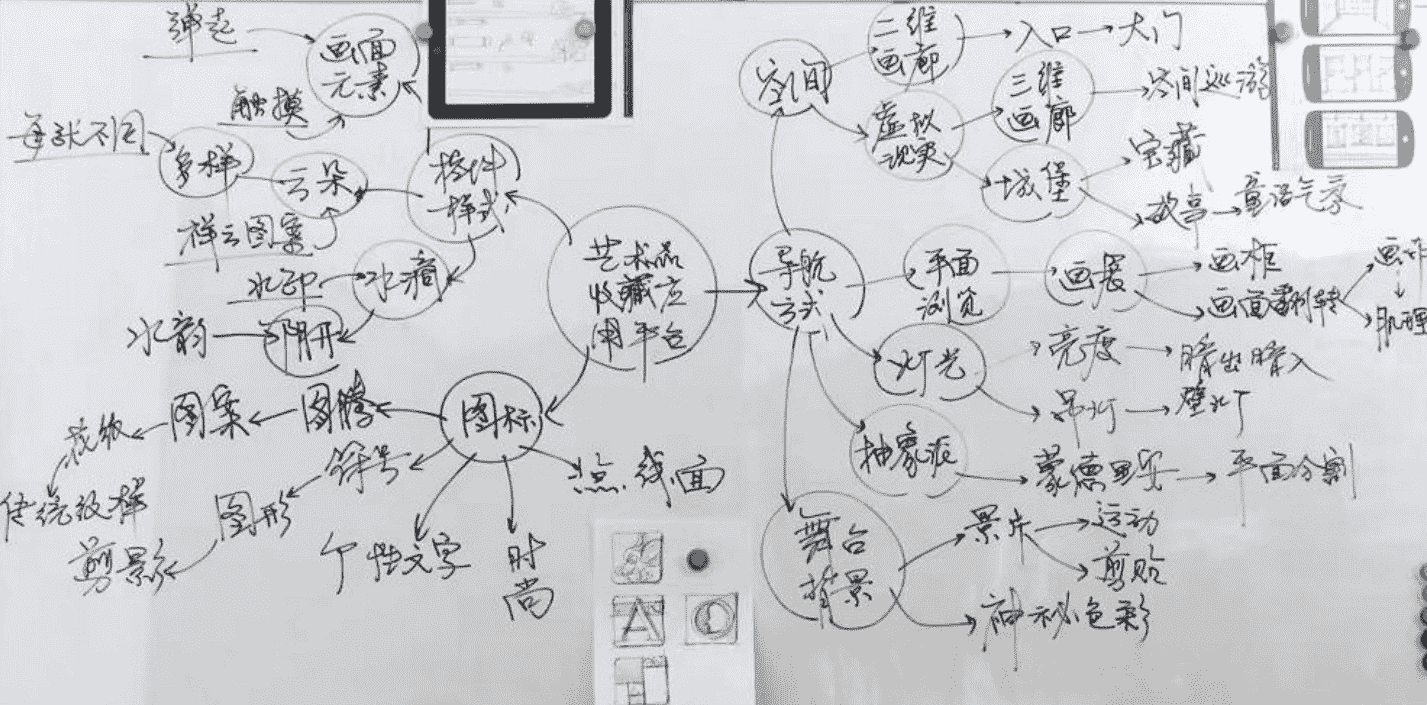 弹起
画面
元素
触摸
每张不同
多样
云朵
祥云图案
控件
样式
水印
水滴
水韵
阴开
艺术品
收藏应
用平台
图标
图腾
图案
传统纹样
符号
图形
剪影
个性文字
时
尚
点.线.面
A
导航
方式
空间
二维
画廊
入口
大门
虚拟
现实
三维
画廊
空间巡游
城堡
宝藏
故事
童话气氛
平面
浏览
画展
画框
画面翻转
画布
肌理
灯光
亮度
暗出暗入
吊灯
壁灯
抽象派
蒙德里安
平面分割
舞台
背景
景片
运动
剪贴
神秘色彩